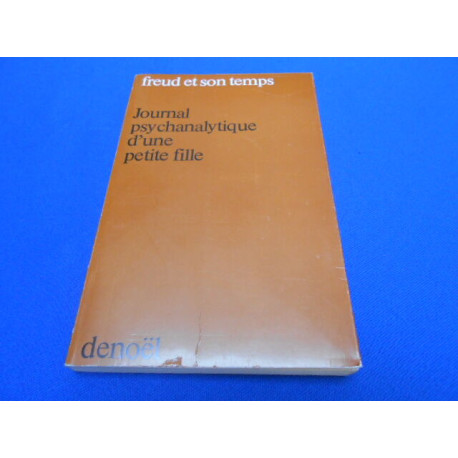 freud et son temps
Journal
psychanalytique
d'une
petite fille
denoël